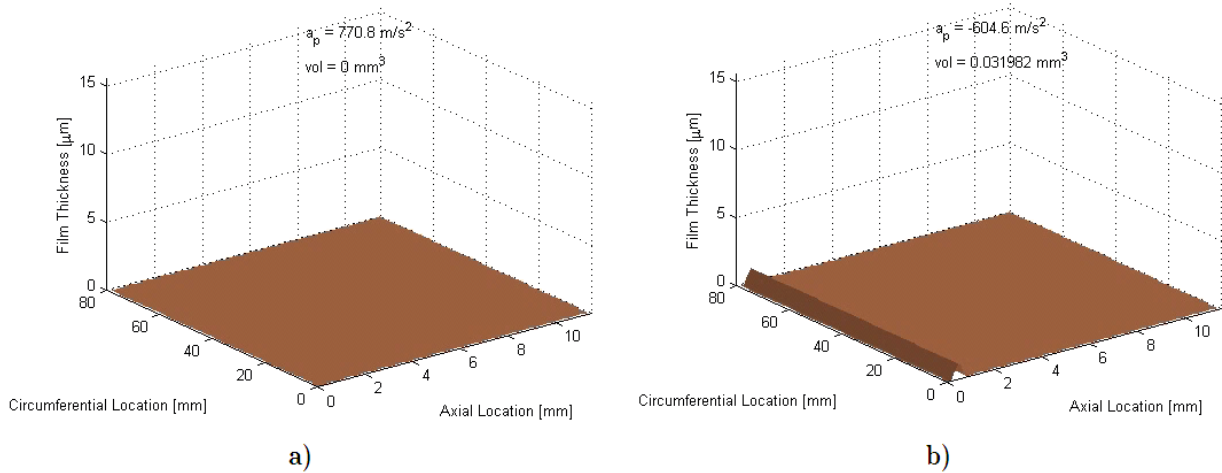 a_p = 770.8 m/s^2
vol = 0 mm^3
15
10
5
0
Film Thickness [μm]
80
60
40
20
0
0
2
4
6
8
10
Circumferential Location [mm]
Axial Location [mm]
a)
a_p = -604.6 m/s^2
vol = 0.031982 mm^3
15
10
5
0
Film Thickness [μm]
80
60
40
20
0
0
2
4
6
8
10
Circumferential Location [mm]
Axial Location [mm]
b)